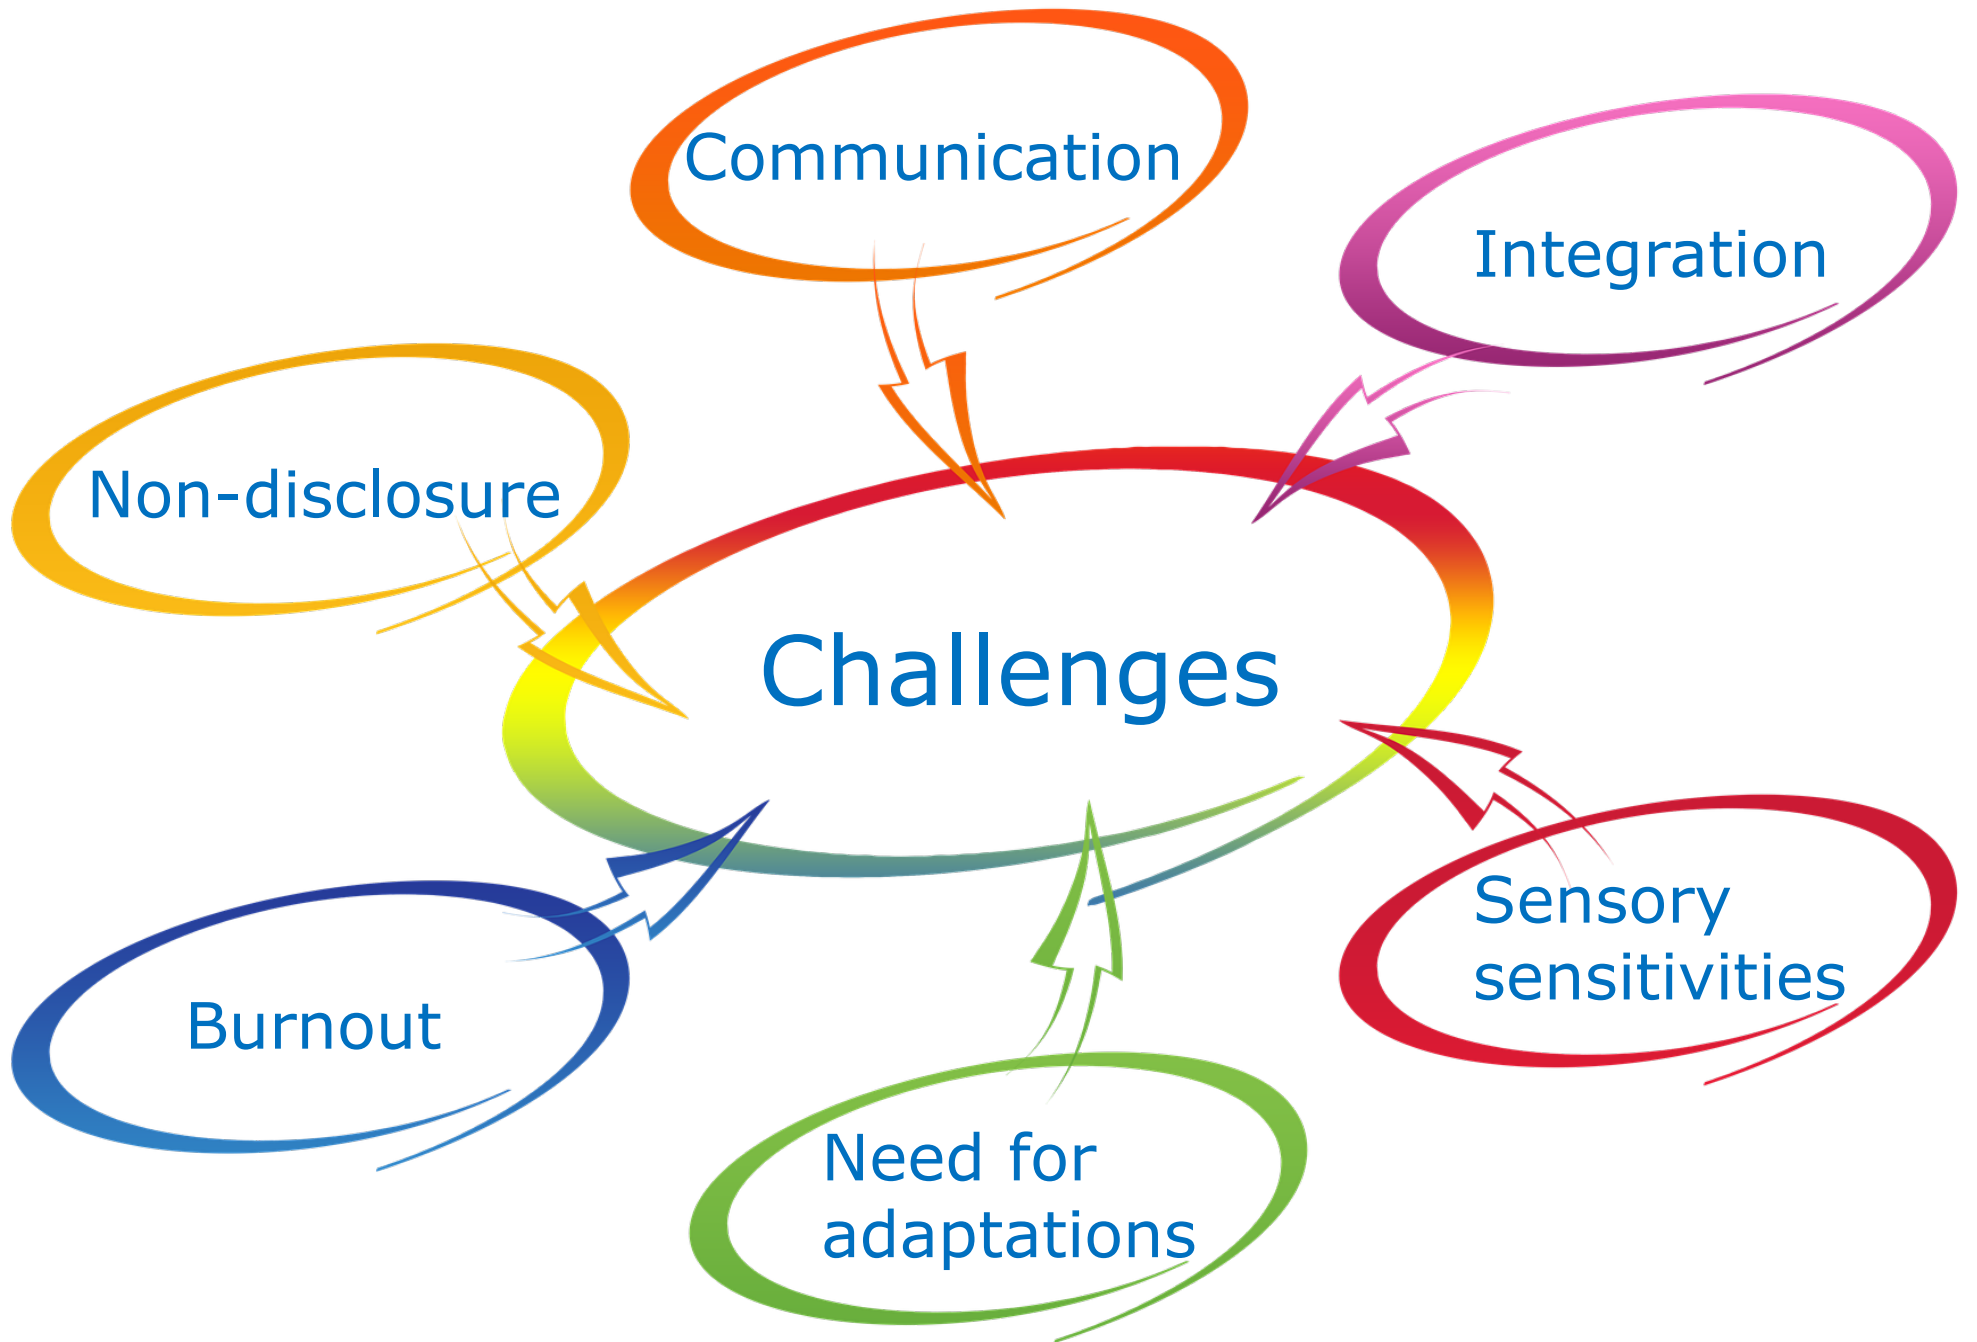 Communication
Integration
Non-disclosure
Challenges
Sensory
sensitivities
Burnout
Need for
adaptations